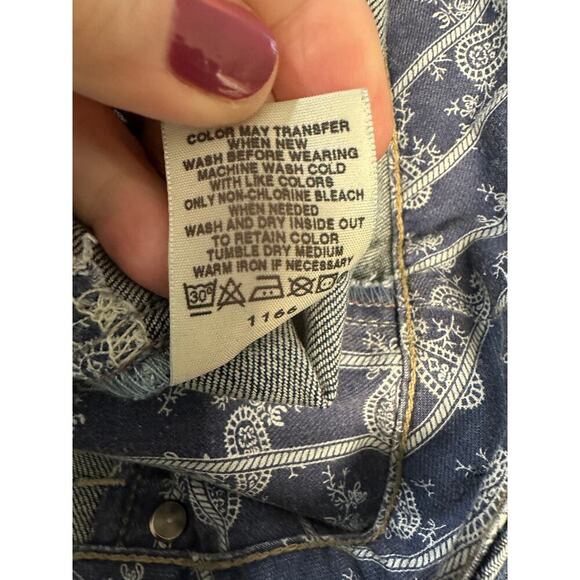 COLOR MAY TRANSFER
WHEN NEW
WASH BEFORE WEARING
MACHINE WASH COLD
WITH LIKE COLORS
ONLY NON-CHLORINE BLEACH
WHEN NEEDED
WASH AND DRY INSIDE OUT
TO RETAIN COLOR
TUMBLE DRY MEDIUM
WARM IRON IF NECESSARY
30°
1166